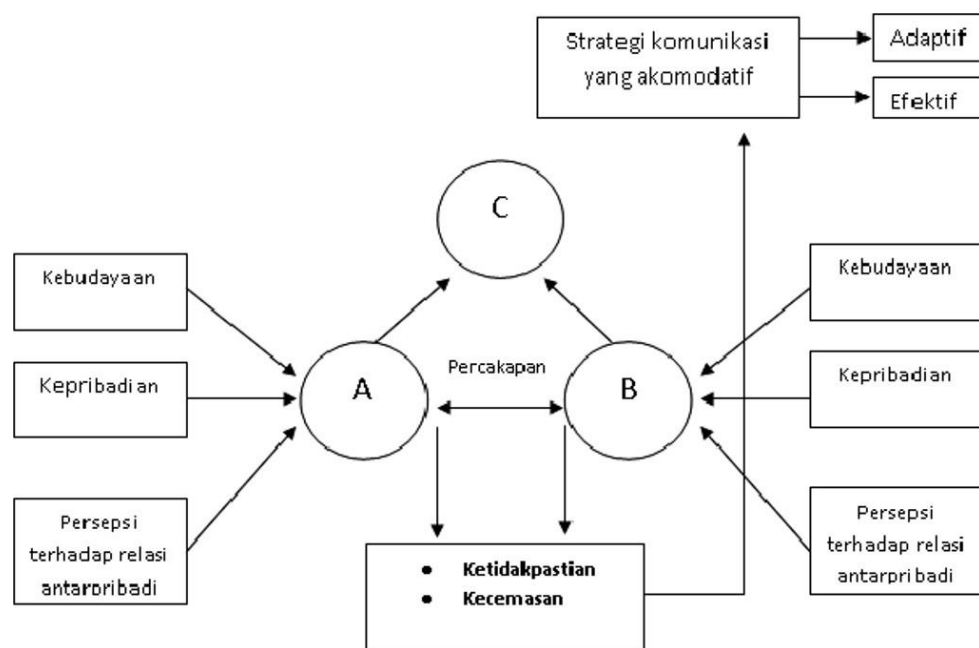 Strategi komunikasi
yang akomodatif
Adaptif
Efektif
C
Kebudayaan
Kepribadian
Persepsi
terhadap relasi
antarpribadi
A
Percakapan
B
Kebudayaan
Kepribadian
Persepsi
terhadap relasi
antarpribadi
• Ketidakpastian
• Kecemasan